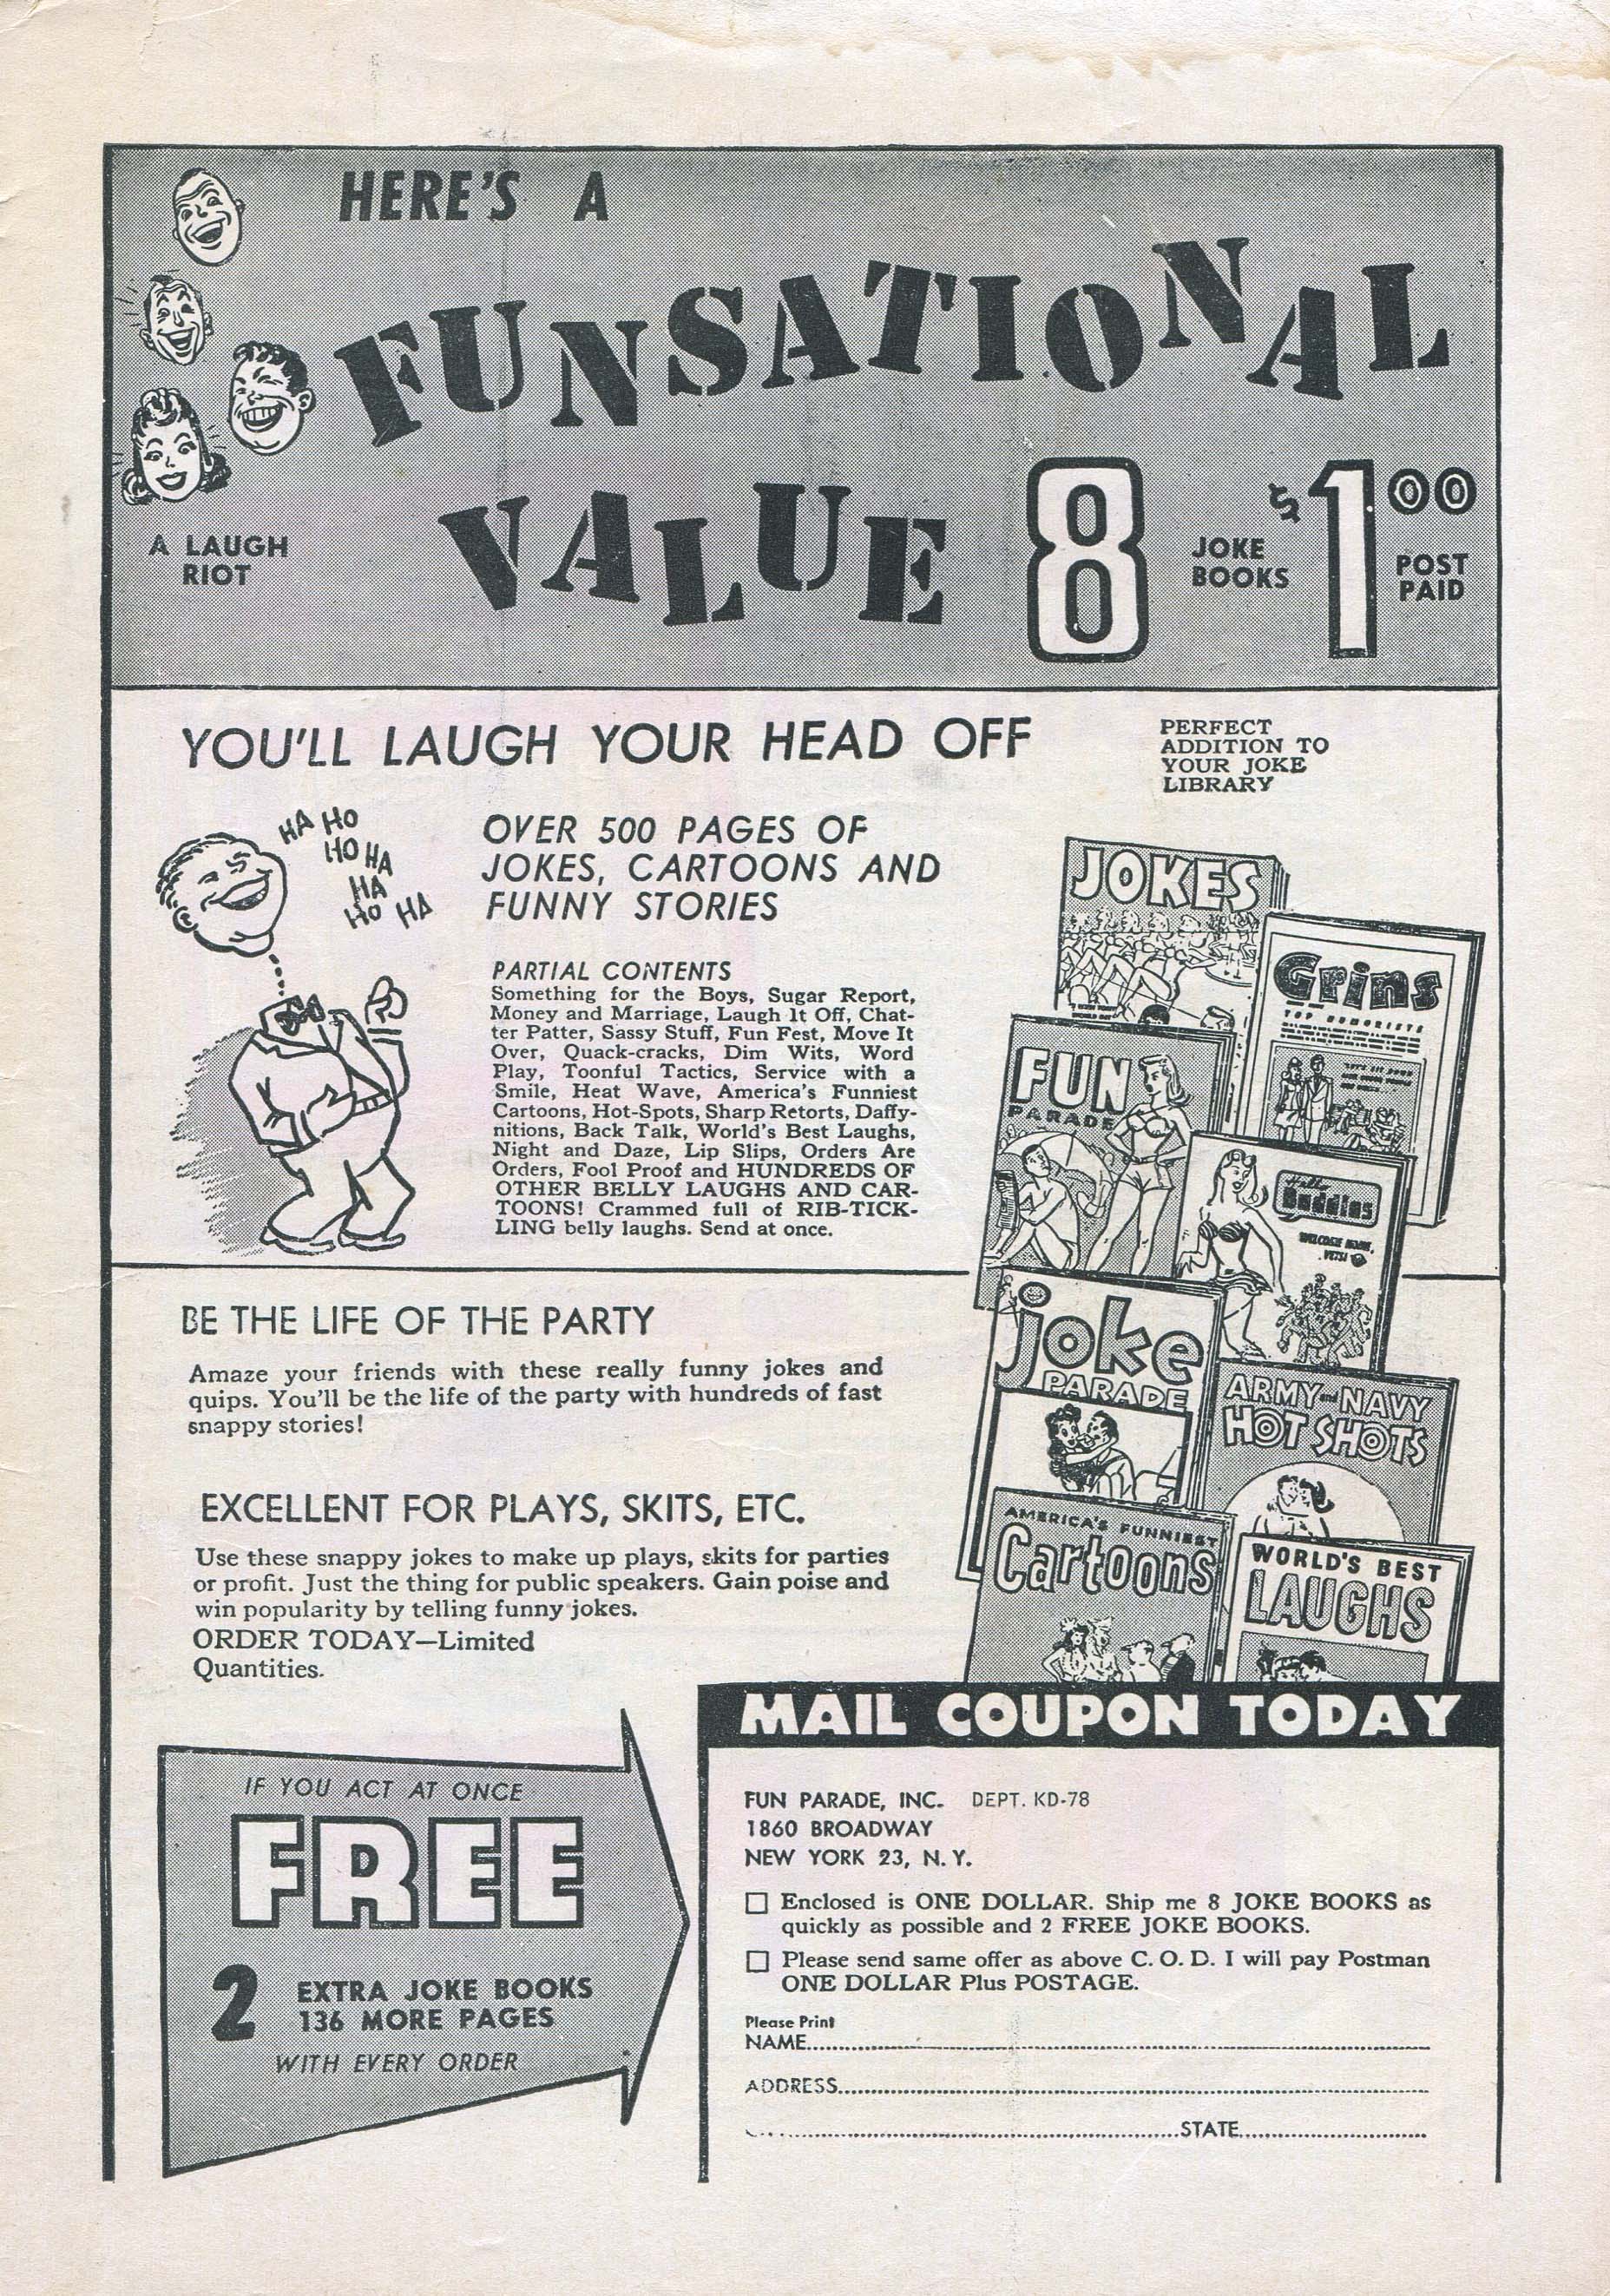 HERE'S A
FUNSATIONAL
VALUE 8 JOKE BOOKS $1.00 POST PAID
A LAUGH
RIOT
YOU'LL LAUGH YOUR HEAD OFF
PERFECT
ADDITION TO
YOUR JOKE
LIBRARY
HA HO
HO HA
HA
HO HA
OVER 500 PAGES OF
JOKES, CARTOONS AND
FUNNY STORIES
PARTIAL CONTENTS
Something for the Boys, Sugar Report,
Money and Marriage, Laugh It Off, Chat-
ter Patter, Sassy Stuff, Fun Fest, Move It
Over, Quack-cracks, Dim Wits, Word
Play, Toonful Tactics, Service with a
Smile, Heat Wave, America's Funniest
Cartoons, Hot-Spots, Sharp Retorts, Daffy-
nitions, Back Talk, World's Best Laughs,
Night and Daze, Lip Slips, Orders Are
Orders, Fool Proof and HUNDREDS OF
OTHER BELLY LAUGHS AND CAR-
TOONS! Crammed full of RIB-TICK-
LING belly laughs. Send at once.
JOKES
Grins
TOP HUMORISTS
FUN
PARADE
Hello
Buddies
WELCOME HOME,
VETS!
joke
PARADE
ARMY and NAVY
HOT SHOTS
AMERICA'S FUNNIEST
Cartoons
WORLD'S BEST
LAUGHS
BE THE LIFE OF THE PARTY
Amaze your friends with these really funny jokes and
quips. You'll be the life of the party with hundreds of fast
snappy stories!
EXCELLENT FOR PLAYS, SKITS, ETC.
Use these snappy jokes to make up plays, skits for parties
or profit. Just the thing for public speakers. Gain poise and
win popularity by telling funny jokes.
ORDER TODAY—Limited
Quantities.
IF YOU ACT AT ONCE
FREE
2 EXTRA JOKE BOOKS
136 MORE PAGES
WITH EVERY ORDER
MAIL COUPON TODAY
FUN PARADE, INC. DEPT. KD-78
1860 BROADWAY
NEW YORK 23, N. Y.
☐ Enclosed is ONE DOLLAR. Ship me 8 JOKE BOOKS as
quickly as possible and 2 FREE JOKE BOOKS.
☐ Please send same offer as above C. O. D. I will pay Postman
ONE DOLLAR Plus POSTAGE.
Please Print
NAME
ADDRESS
STATE